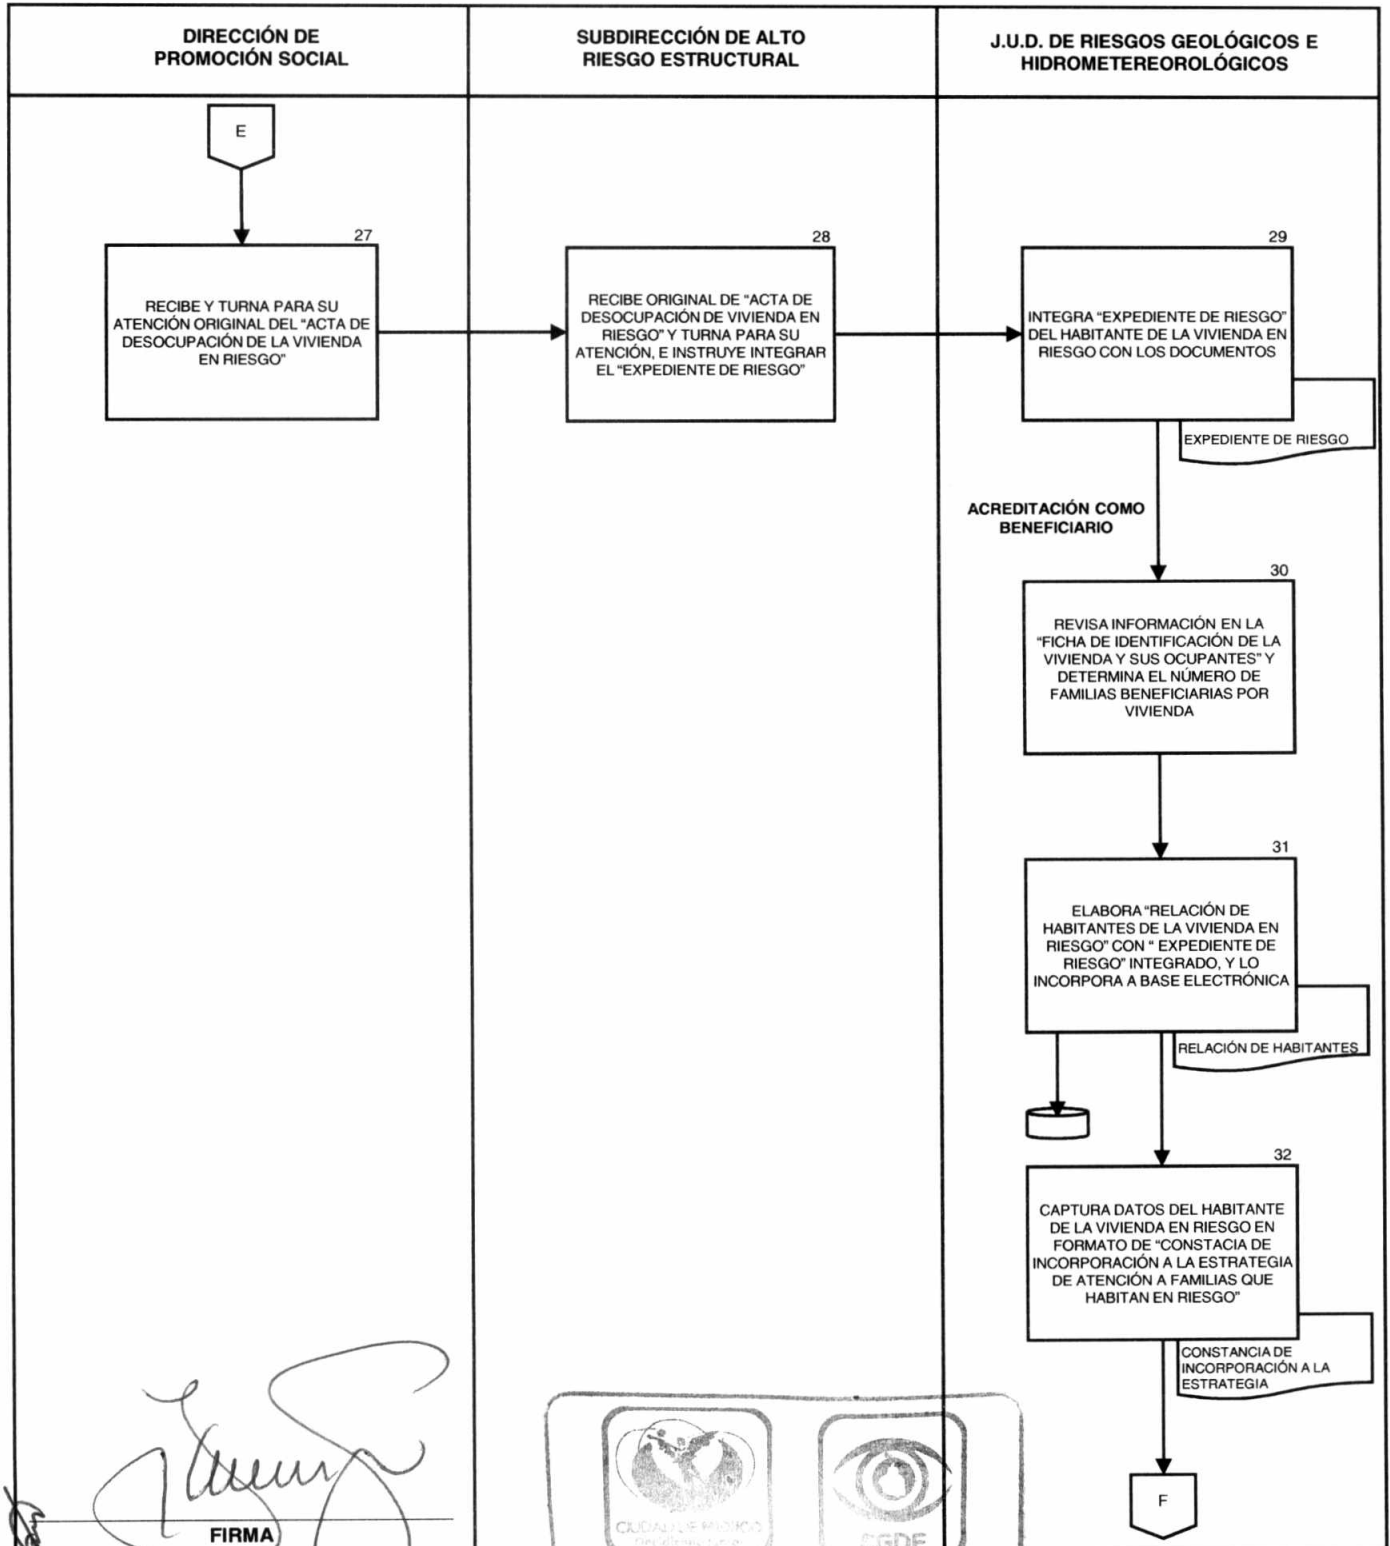 DIRECCIÓN DE
PROMOCIÓN SOCIAL
SUBDIRECCIÓN DE ALTO
RIESGO ESTRUCTURAL
J.U.D. DE RIESGOS GEOLÓGICOS E
HIDROMETEREOROLÓGICOS
E
27
RECIBE Y TURNA PARA SU
ATENCIÓN ORIGINAL DEL “ACTA DE
DESOCUPACIÓN DE LA VIVIENDA
EN RIESGO”
28
RECIBE ORIGINAL DE “ACTA DE
DESOCUPACIÓN DE VIVIENDA EN
RIESGO” Y TURNA PARA SU
ATENCIÓN, E INSTRUYE INTEGRAR
EL “EXPEDIENTE DE RIESGO”
29
INTEGRA “EXPEDIENTE DE RIESGO”
DEL HABITANTE DE LA VIVIENDA EN
RIESGO CON LOS DOCUMENTOS
EXPEDIENTE DE RIESGO
ACREDITACIÓN COMO
BENEFICIARIO
30
REVISA INFORMACIÓN EN LA
“FICHA DE IDENTIFICACIÓN DE LA
VIVIENDA Y SUS OCUPANTES” Y
DETERMINA EL NÚMERO DE
FAMILIAS BENEFICIARIAS POR
VIVIENDA
31
ELABORA “RELACIÓN DE
HABITANTES DE LA VIVIENDA EN
RIESGO” CON “ EXPEDIENTE DE
RIESGO” INTEGRADO, Y LO
INCORPORA A BASE ELECTRÓNICA
RELACIÓN DE HABITANTES
32
CAPTURA DATOS DEL HABITANTE
DE LA VIVIENDA EN RIESGO EN
FORMATO DE “CONSTACIA DE
INCORPORACIÓN A LA ESTRATEGIA
DE ATENCIÓN A FAMILIAS QUE
HABITAN EN RIESGO”
CONSTANCIA DE
INCORPORACIÓN A LA
ESTRATEGIA
F
FIRMA
CIUDAD DE MÉXICO